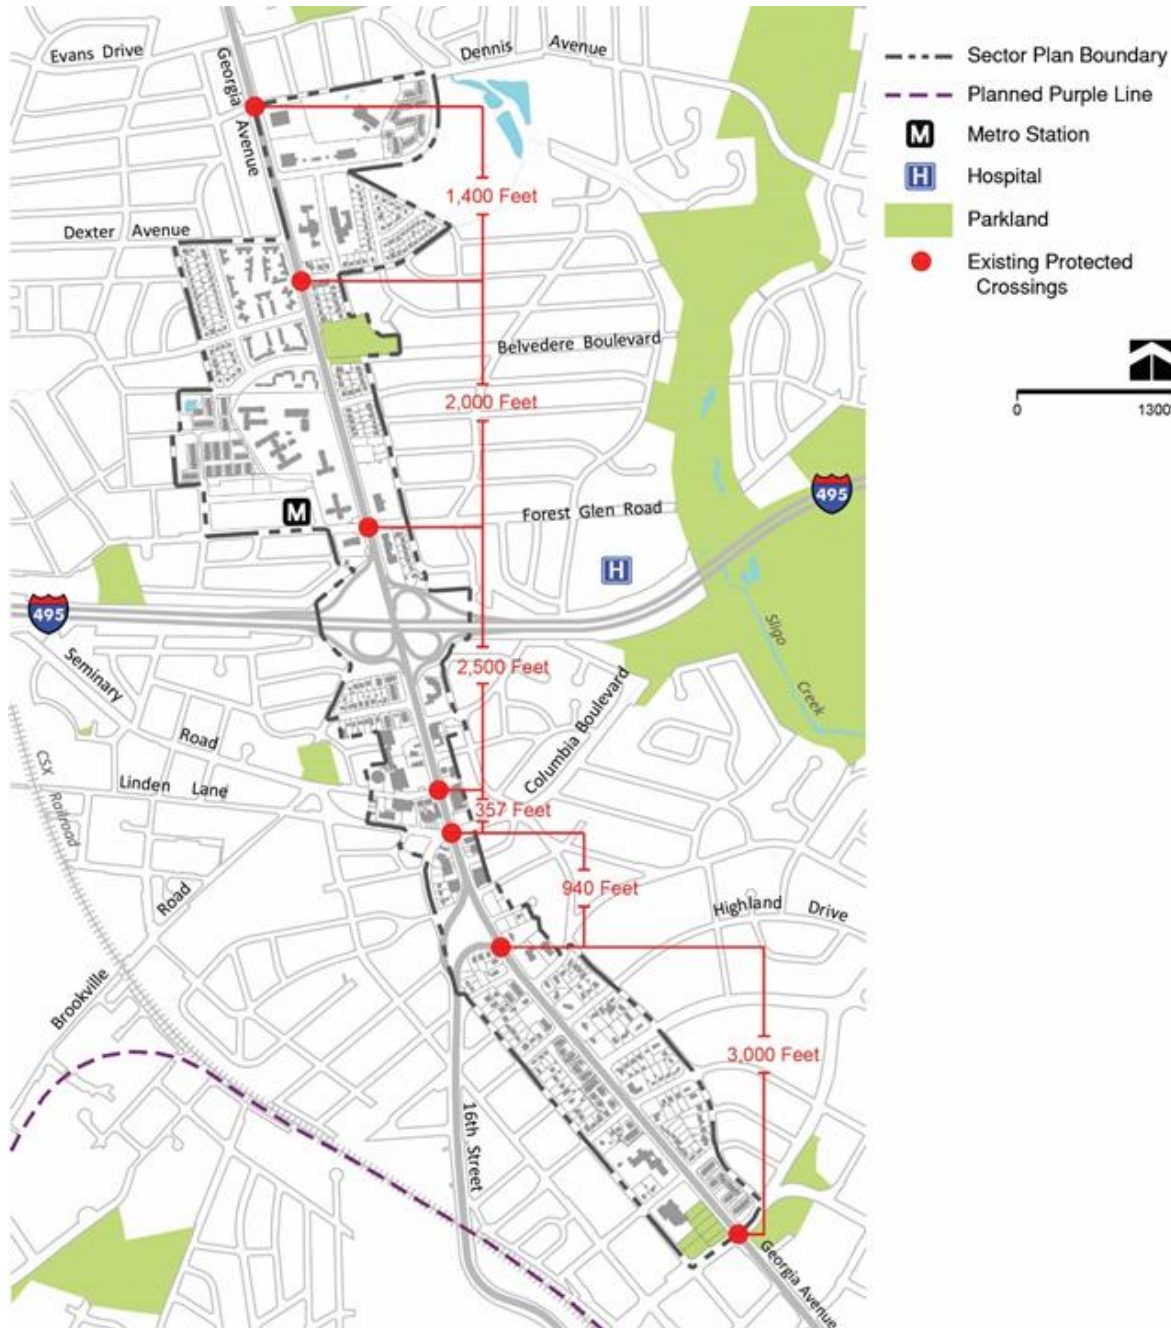 Evans Drive
Georgia Avenue
Dennis Avenue
1,400 Feet
Dexter Avenue
Belvedere Boulevard
2,000 Feet
M
Forest Glen Road
495
H
495
Sligo Creek
Seminary Road
2,500 Feet
Columbia Boulevard
CSX Railroad
Linden Lane
357 Feet
940 Feet
Highland Drive
Brookville Road
3,000 Feet
16th Street
Georgia Avenue
Sector Plan Boundary
Planned Purple Line
M Metro Station
H Hospital
Parkland
Existing Protected
Crossings
0 1300